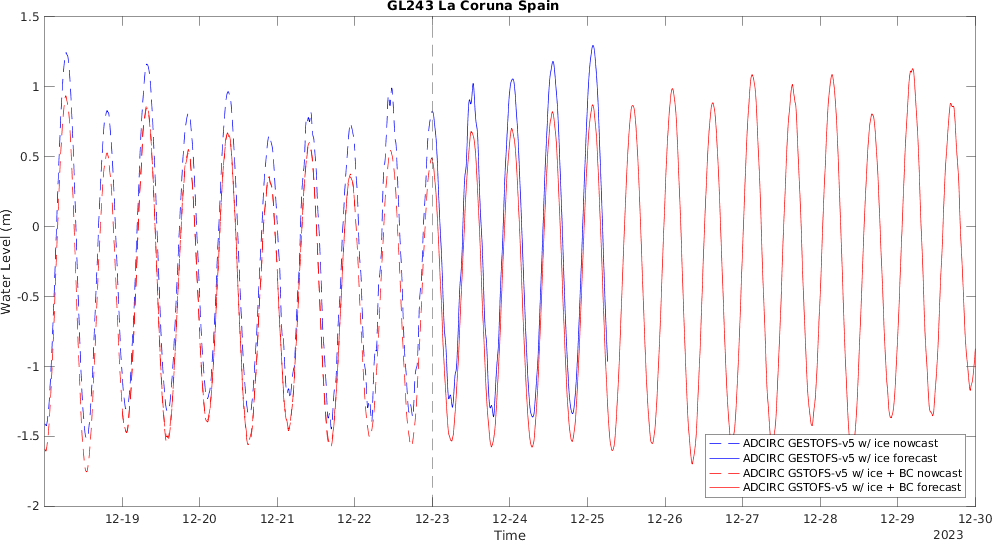 GL243 La Coruna Spain
1.5
1
0.5
0
-0.5
-1
-1.5
-2
Water Level (m)
ADCIRC GESTOFS-v5 w/ ice nowcast
ADCIRC GESTOFS-v5 w/ ice forecast
ADCIRC GSTOFS-v5 w/ ice + BC nowcast
ADCIRC GSTOFS-v5 w/ ice + BC forecast
12-19 12-20 12-21 12-22 12-23 12-24 12-25 12-26 12-27 12-28 12-29 12-30
Time
2023